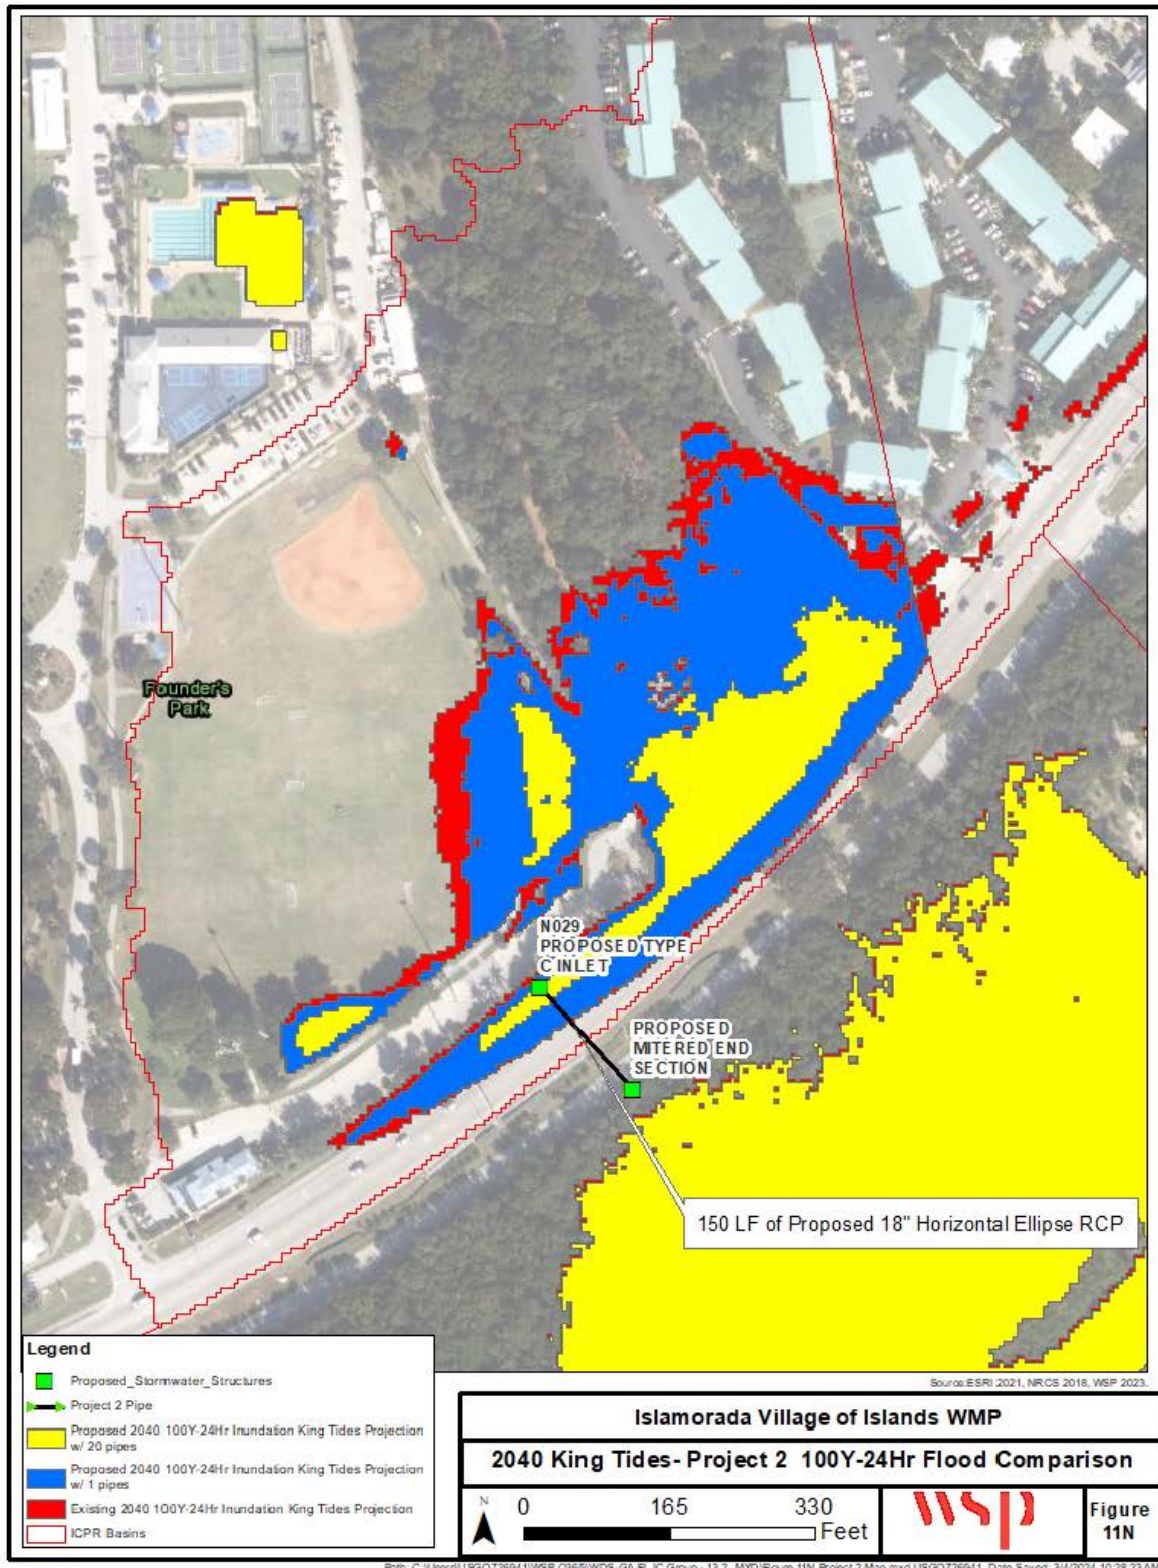 Founder's
Park
N029
PROPOSED TYPE
C INLET
PROPOSED
MITERED END
SECTION
150 LF of Proposed 18" Horizontal Ellipse RCP
Legend
Proposed_Stormwater_Structures
Project 2 Pipe
Proposed 2040 100Y-24Hr Inundation King Tides Projection
w/ 20 pipes
Proposed 2040 100Y-24Hr Inundation King Tides Projection
w/ 1 pipes
Existing 2040 100Y-24Hr Inundation King Tides Projection
ICPR Basins
Source:ESRI 2021, NRCS 2018, WSP 2023.
Islamorada Village of Islands WMP
2040 King Tides- Project 2 100Y-24Hr Flood Comparison
N
0 165 330
Feet
wsp
Figure
11N